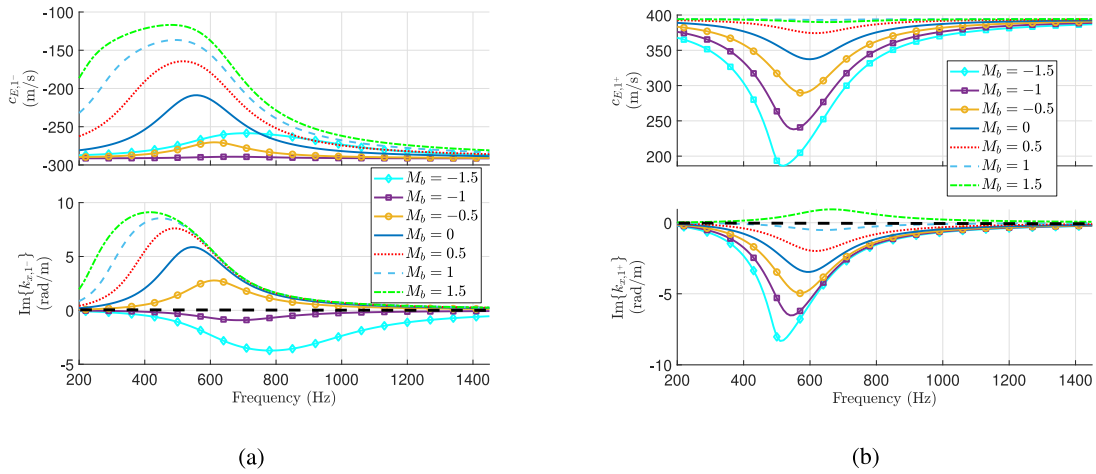 -50
-100
-150
-200
-250
-300
c_{E,1^-}
(m/s)
10
5
0
-5
Im{k_{x,1^-}}
(rad/m)
200 400 600 800 1000 1200 1400
Frequency (Hz)
M_b = −1.5
M_b = −1
M_b = −0.5
M_b = 0
M_b = 0.5
M_b = 1
M_b = 1.5
(a)
400
350
300
250
200
c_{E,1^+}
(m/s)
M_b = −1.5
M_b = −1
M_b = −0.5
M_b = 0
M_b = 0.5
M_b = 1
M_b = 1.5
0
-5
-10
Im{k_{x,1^+}}
(rad/m)
200 400 600 800 1000 1200 1400
Frequency (Hz)
(b)